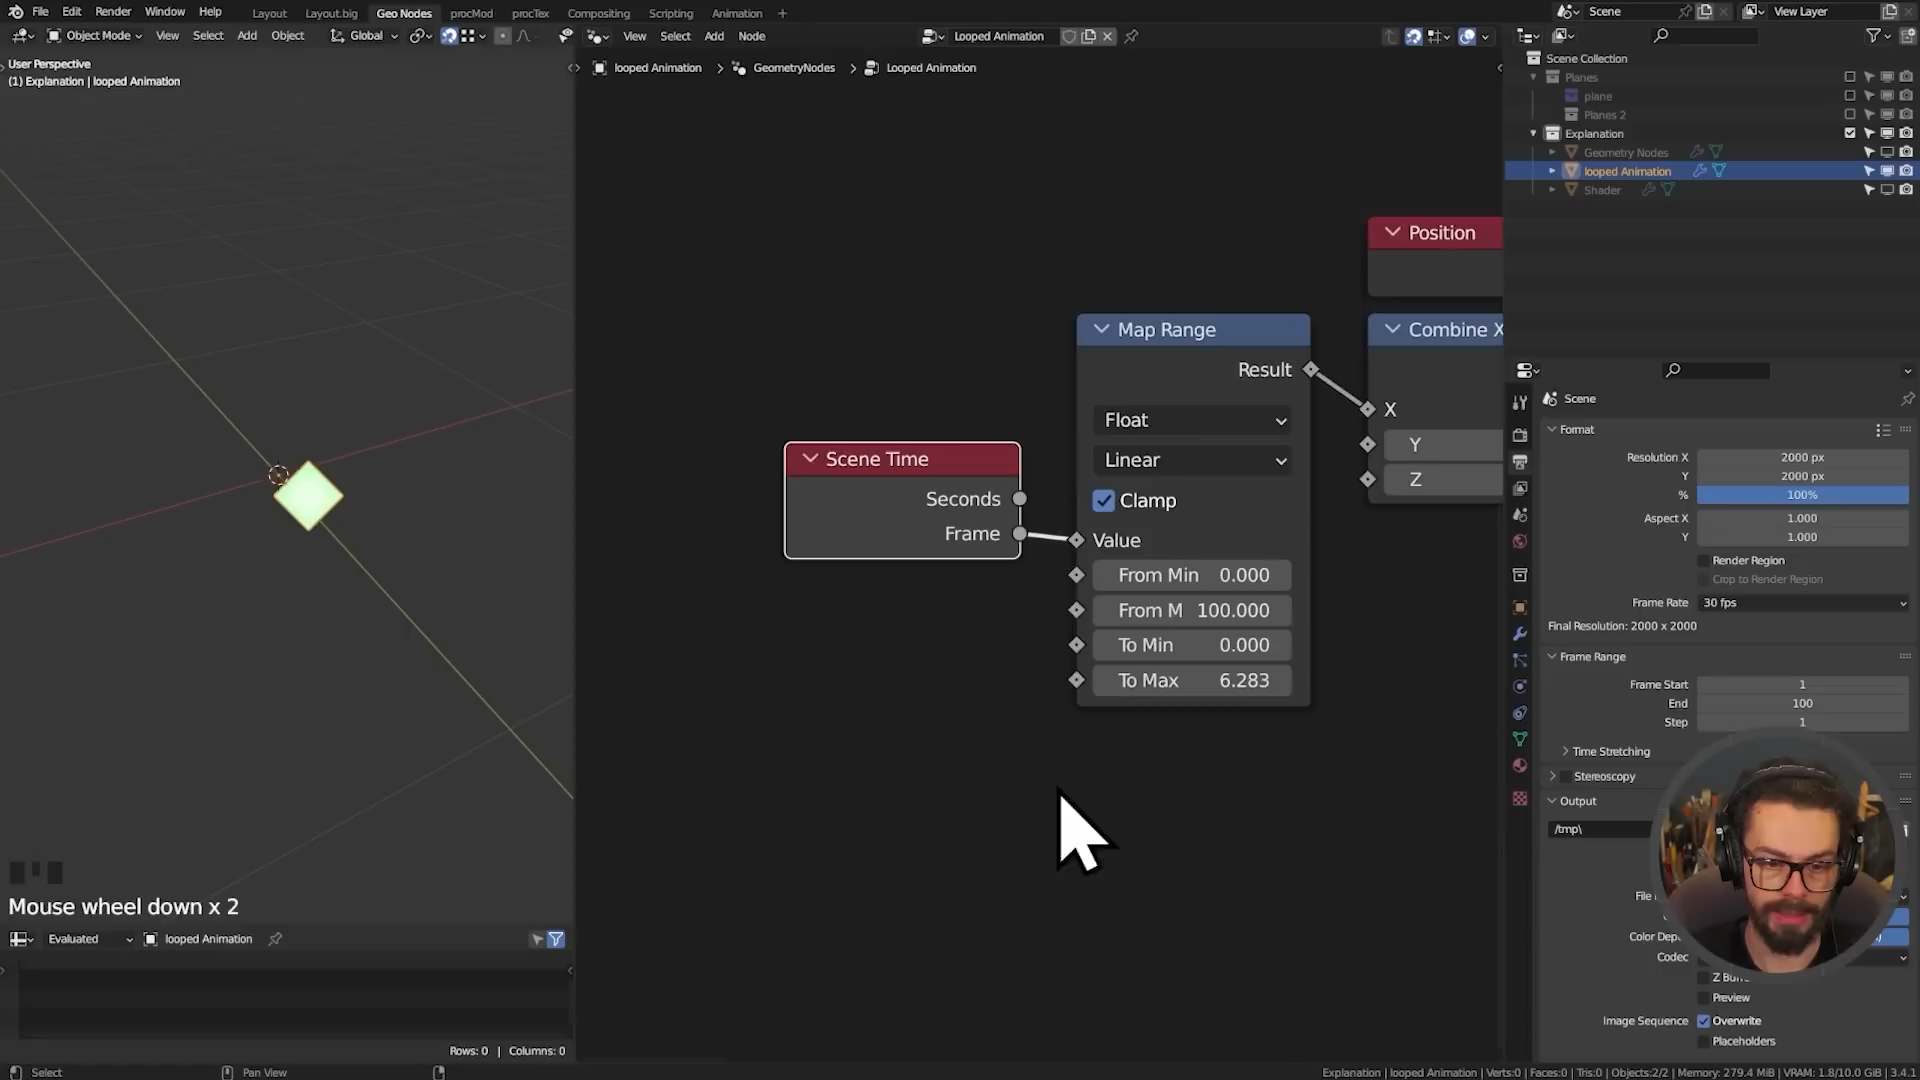 File Edit Render Window Help Layout Layout.big Geo Nodes procMod procTex Compositing Scripting Animation + Scene View Layer
Object Mode View Select Add Object Global View Select Add Node Looped Animation
User Perspective
(1) Explanation | looped Animation
looped Animation > GeometryNodes > Looped Animation
Scene Collection
Planes
plane
Planes 2
Explanation
Geometry Nodes
looped Animation
Shader
Position
Map Range
Result
Float
Linear
Clamp
Value
From Min 0.000
From M 100.000
To Min 0.000
To Max 6.283
Combine X
X
Y
Z
Scene Time
Seconds
Frame
Scene
Format
Resolution X 2000 px
Y 2000 px
% 100%
Aspect X 1.000
Y 1.000
Render Region
Crop to Render Region
Frame Rate 30 fps
Final Resolution: 2000 x 2000
Frame Range
Frame Start 1
End 100
Step 1
Time Stretching
Stereoscopy
Output
/tmp\
File
Color Dep
Codec
Z Bu
Preview
Image Sequence Overwrite
Placeholders
Mouse wheel down x 2
Evaluated looped Animation
Rows: 0 | Columns: 0
Select Pan View
Explanation | looped Animation | Verts:0 | Faces:0 | Tris:0 | Objects:2/2 | Memory: 279.4 MiB | VRAM: 1.8/10.0 GiB | 3.4.1